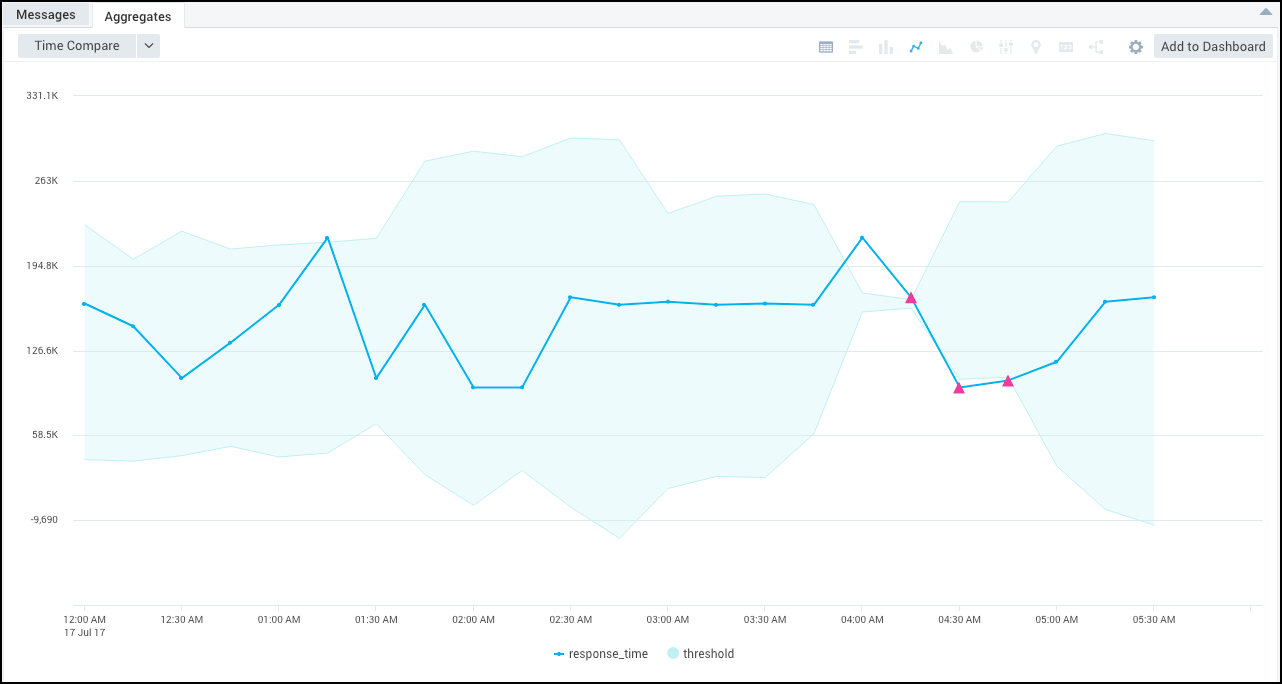 Messages
Aggregates
Time Compare
Add to Dashboard
331.1K
263K
194.8K
126.6K
58.5K
-9,690
12:00 AM 12:30 AM 01:00 AM 01:30 AM 02:00 AM 02:30 AM 03:00 AM 03:30 AM 04:00 AM 04:30 AM 05:00 AM 05:30 AM
17 Jul 17
response_time threshold